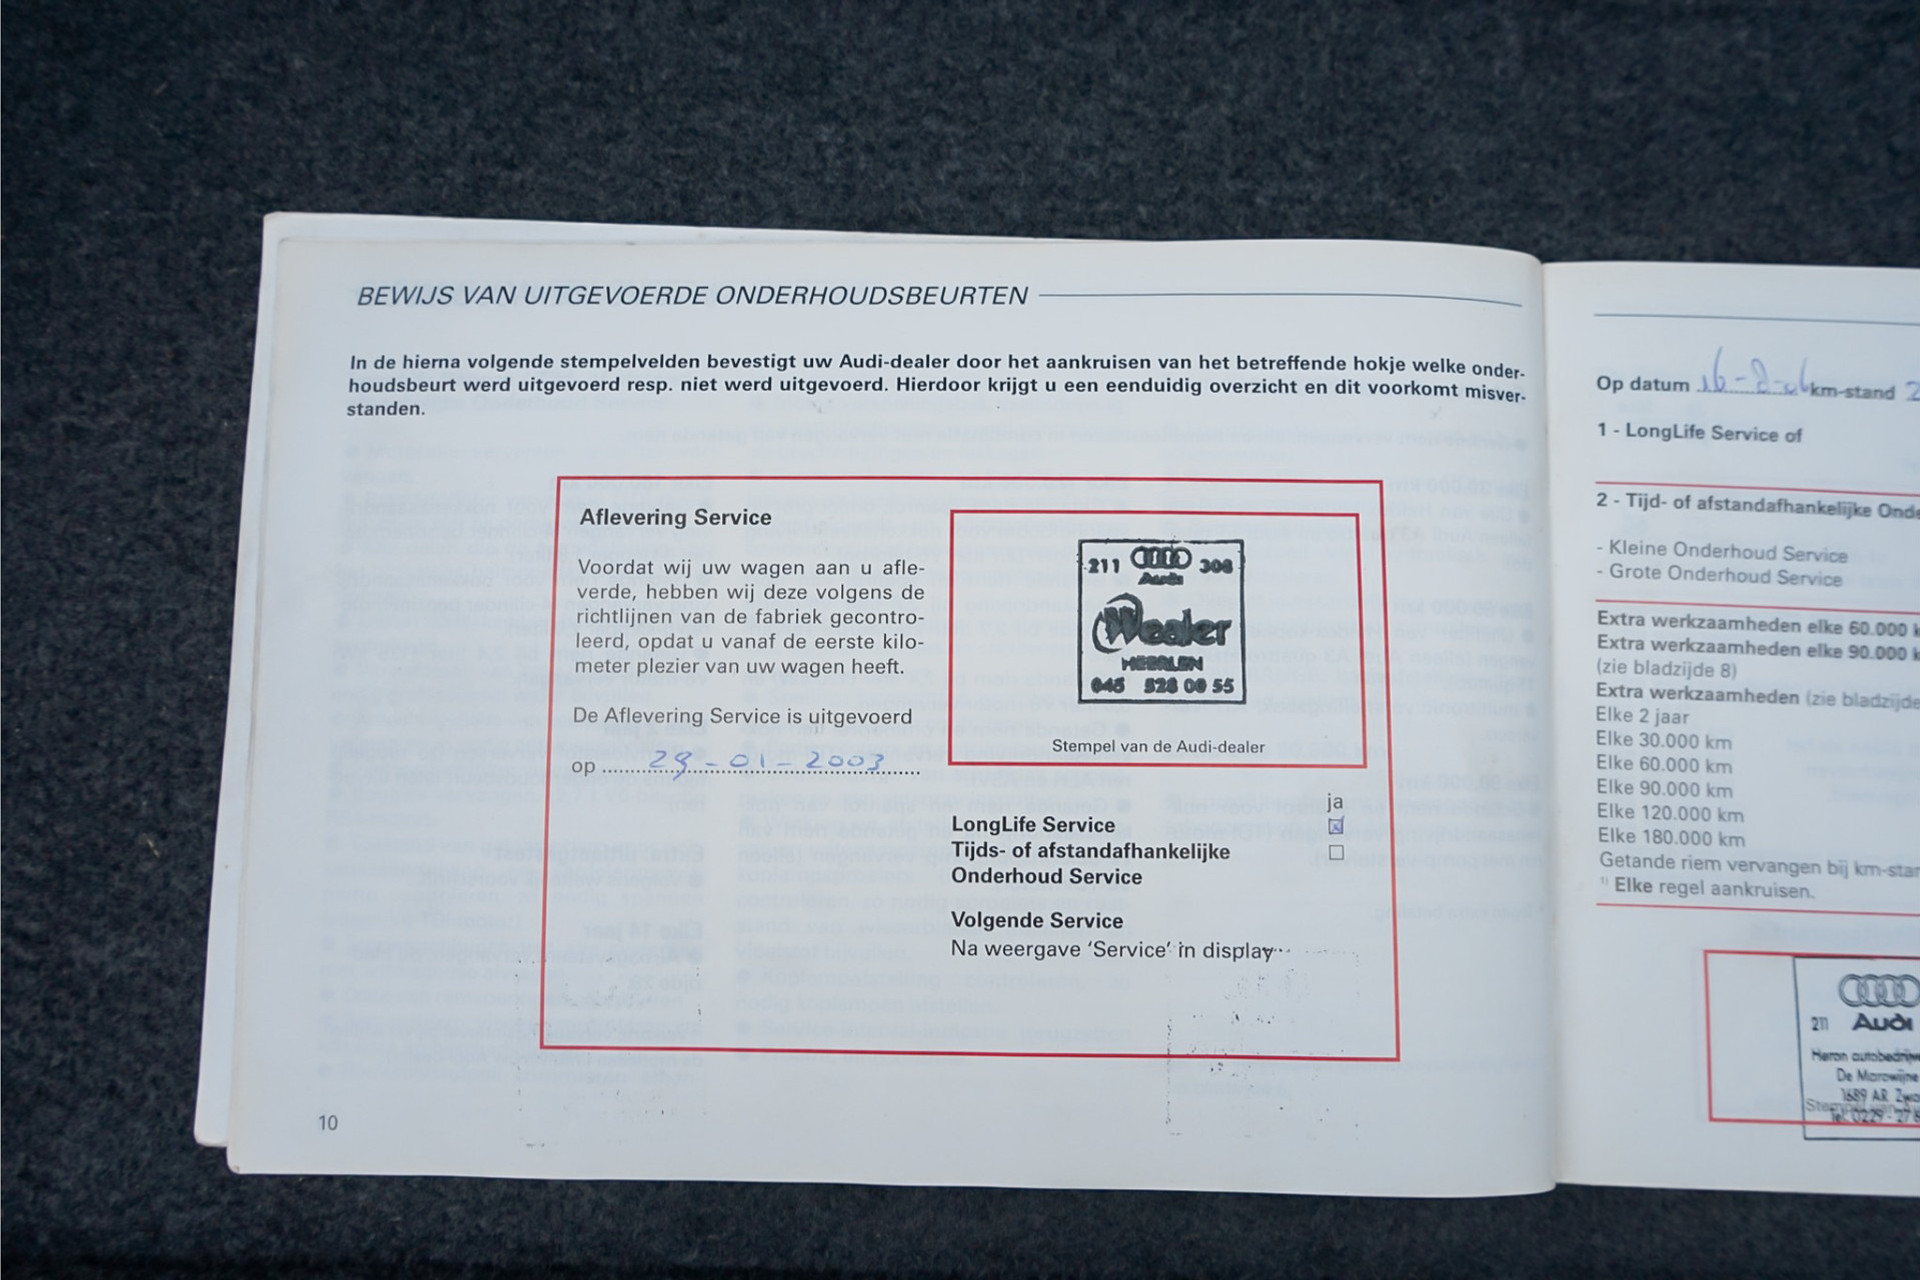 BEWIJS VAN UITGEVOERDE ONDERHOUDSBEURTEN
In de hierna volgende stempelvelden bevestigt uw Audi-dealer door het aankruisen van het betreffende hokje welke onder-
houdsbeurt werd uitgevoerd resp. niet werd uitgevoerd. Hierdoor krijgt u een eenduidig overzicht en dit voorkomt misver-
standen.
Aflevering Service
Voordat wij uw wagen aan u afle-
verde, hebben wij deze volgens de
richtlijnen van de fabriek gecontro-
leerd, opdat u vanaf de eerste kilo-
meter plezier van uw wagen heeft.
De Aflevering Service is uitgevoerd
op 29-01-2003
211 Audi 308
Wealer
HEERLEN
045 528 00 55
Stempel van de Audi-dealer
ja
LongLife Service
Tijds- of afstandafhankelijke
Onderhoud Service
Volgende Service
Na weergave ‘Service’ in display
10
Op datum km-stand
1 - LongLife Service of
2 - Tijd- of afstandafhankelijke
- Kleine Onderhoud Service
- Grote Onderhoud Service
Extra werkzaamheden elke 60.000
Extra werkzaamheden elke 90.000
(zie bladzijde 8)
Extra werkzaamheden (zie bladzijde
Elke 2 jaar
Elke 30.000 km
Elke 60.000 km
Elke 90.000 km
Elke 120.000 km
Elke 180.000 km
Getande riem vervangen bij
1) Elke regel aankruisen.
211 Audi
Heron
De Marowijne
1689 AR
Tel. 0229 -